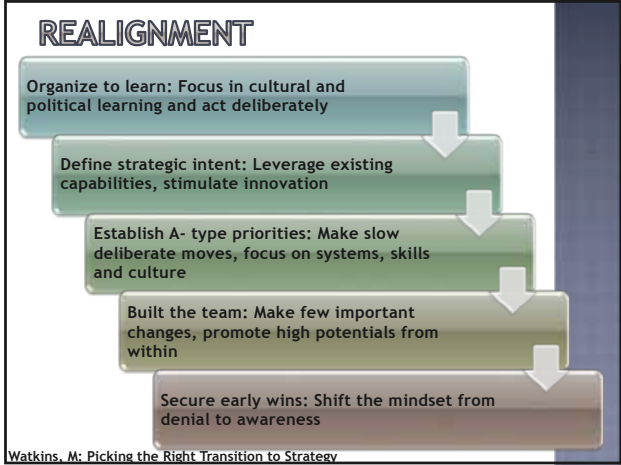 REALIGNMENT
Organize to learn: Focus in cultural and
political learning and act deliberately
Define strategic intent: Leverage existing
capabilities, stimulate innovation
Establish A- type priorities: Make slow
deliberate moves, focus on systems, skills
and culture
Built the team: Make few important
changes, promote high potentials from
within
Secure early wins: Shift the mindset from
denial to awareness
Watkins, M: Picking the Right Transition to Strategy